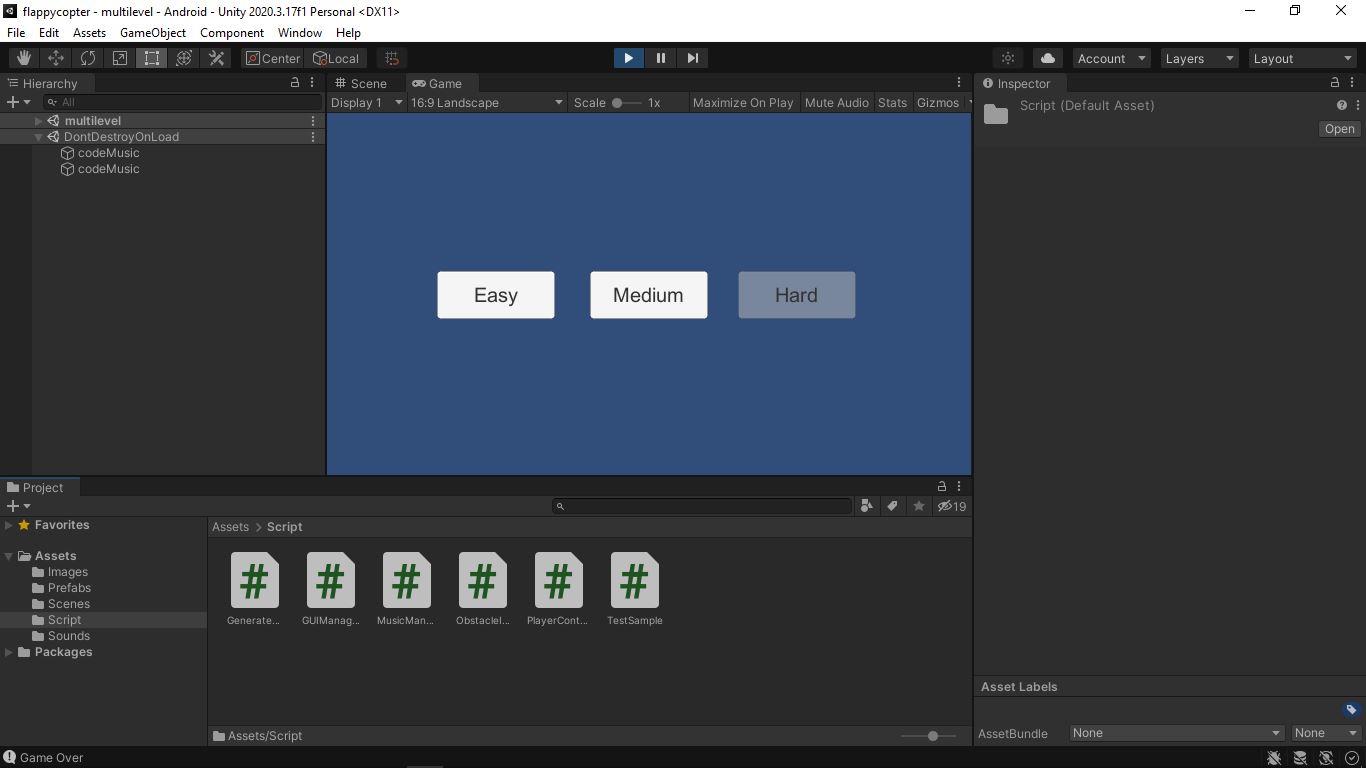 flappycopter - multilevel - Android - Unity 2020.3.17f1 Personal <DX11>
File Edit Assets GameObject Component Window Help
Center Local Account Layers Layout
Hierarchy
All
multilevel
DontDestroyOnLoad
codeMusic
codeMusic
Scene Game
Display 1 16:9 Landscape Scale 1x Maximize On Play Mute Audio Stats Gizmos
Easy Medium Hard
Inspector
Script (Default Asset)
Open
Project
19
Favorites
Assets
Images
Prefabs
Scenes
Script
Sounds
Packages
Assets > Script
# # # # # #
Generate... GUIManag... MusicMan... ObstacleI... PlayerCont... TestSample
Assets/Script
Asset Labels
AssetBundle None None
Game Over